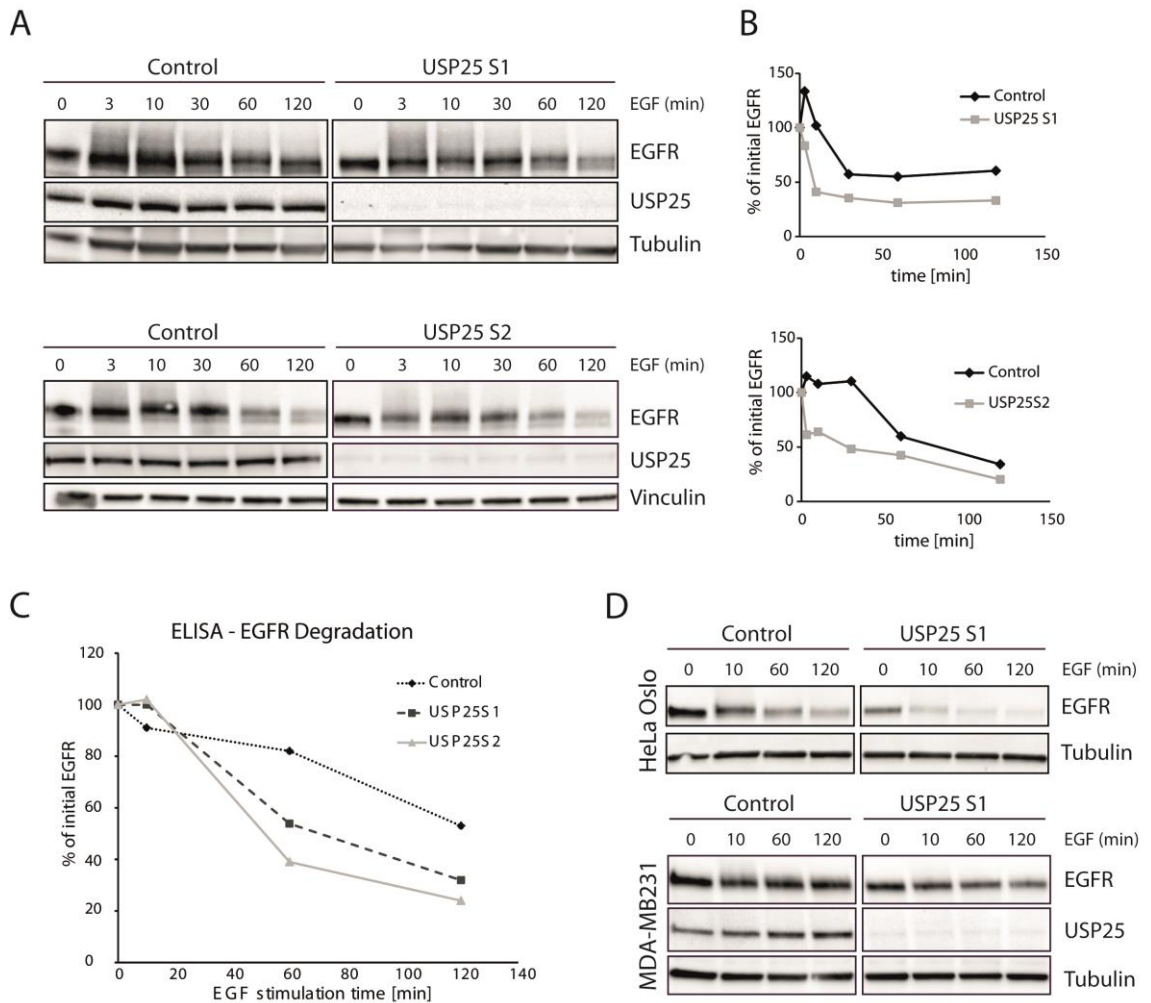 A
Control USP25 S1
0 3 10 30 60 120 0 3 10 30 60 120 EGF (min)
EGFR
USP25
Tubulin
Control USP25 S2
0 3 10 30 60 120 0 3 10 30 60 120 EGF (min)
EGFR
USP25
Vinculin
B
150
100
50
0
% of initial EGFR
Control
USP25 S1
0 50 100 150
time [min]
150
100
50
0
% of initial EGFR
Control
USP25S2
0 50 100 150
time [min]
C
ELISA - EGFR Degradation
120
100
80
60
40
20
0
% of initial EGFR
Control
USP25S1
USP25S2
0 20 40 60 80 100 120 140
EGF stimulation time [min]
D
Control USP25 S1
0 10 60 120 0 10 60 120 EGF (min)
HeLa Oslo
EGFR
Tubulin
Control USP25 S1
0 10 60 120 0 10 60 120 EGF (min)
MDA-MB231
EGFR
USP25
Tubulin